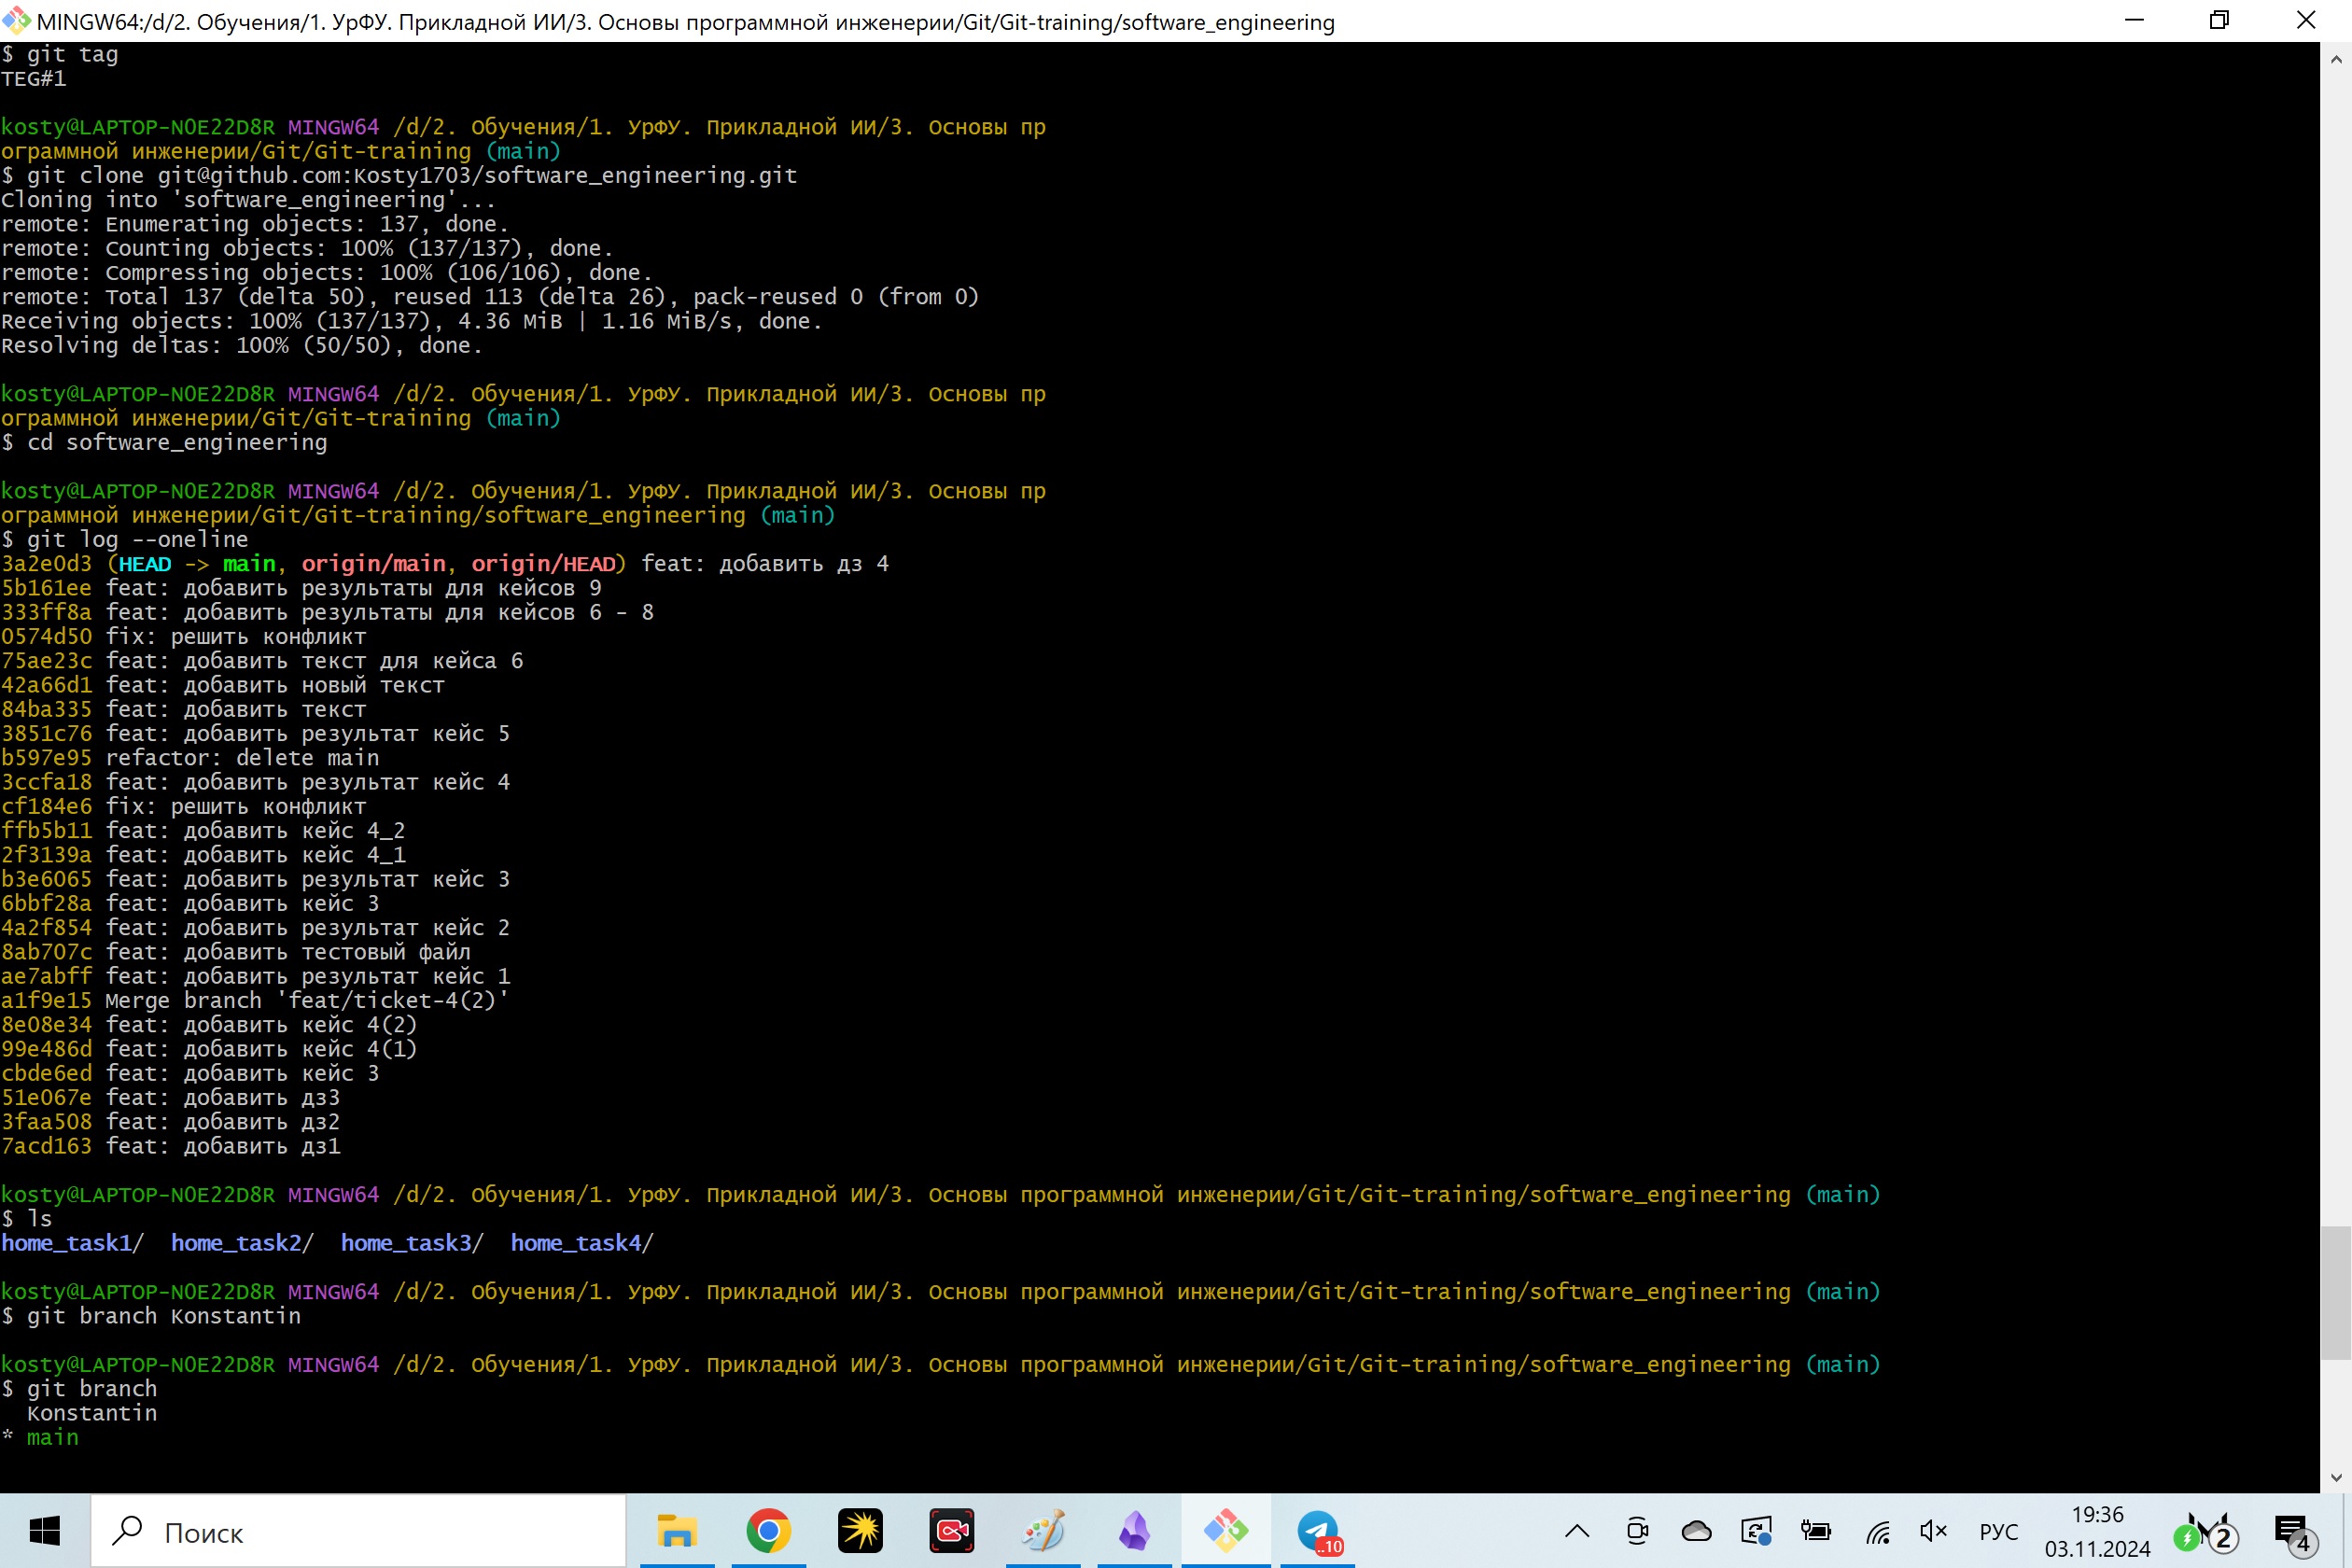 MINGW64:/d/2. Обучения/1. УрФУ. Прикладной ИИ/3. Основы программной инженерии/Git/Git-training/software_engineering
$ git tag
TEG#1
kosty@LAPTOP-N0E22D8R MINGW64 /d/2. Обучения/1. УрФУ. Прикладной ИИ/3. Основы пр
ограммной инженерии/Git/Git-training (main)
$ git clone git@github.com:Kosty1703/software_engineering.git
Cloning into 'software_engineering'...
remote: Enumerating objects: 137, done.
remote: Counting objects: 100% (137/137), done.
remote: Compressing objects: 100% (106/106), done.
remote: Total 137 (delta 50), reused 113 (delta 26), pack-reused 0 (from 0)
Receiving objects: 100% (137/137), 4.36 MiB | 1.16 MiB/s, done.
Resolving deltas: 100% (50/50), done.
kosty@LAPTOP-N0E22D8R MINGW64 /d/2. Обучения/1. УрФУ. Прикладной ИИ/3. Основы пр
ограммной инженерии/Git/Git-training (main)
$ cd software_engineering
kosty@LAPTOP-N0E22D8R MINGW64 /d/2. Обучения/1. УрФУ. Прикладной ИИ/3. Основы пр
ограммной инженерии/Git/Git-training/software_engineering (main)
$ git log --oneline
3a2e0d3 (HEAD -> main, origin/main, origin/HEAD) feat: добавить дз 4
5b161ee feat: добавить результаты для кейсов 9
333ff8a feat: добавить результаты для кейсов 6 - 8
0574d50 fix: решить конфликт
75ae23c feat: добавить текст для кейса 6
42a66d1 feat: добавить новый текст
84ba335 feat: добавить текст
3851c76 feat: добавить результат кейс 5
b597e95 refactor: delete main
3ccfa18 feat: добавить результат кейс 4
cf184e6 fix: решить конфликт
ffb5b11 feat: добавить кейс 4_2
2f3139a feat: добавить кейс 4_1
b3e6065 feat: добавить результат кейс 3
6bbf28a feat: добавить кейс 3
4a2f854 feat: добавить результат кейс 2
8ab707c feat: добавить тестовый файл
ae7abff feat: добавить результат кейс 1
a1f9e15 Merge branch 'feat/ticket-4(2)'
8e08e34 feat: добавить кейс 4(2)
99e486d feat: добавить кейс 4(1)
cbde6ed feat: добавить кейс 3
51e067e feat: добавить дз3
3faa508 feat: добавить дз2
7acd163 feat: добавить дз1
kosty@LAPTOP-N0E22D8R MINGW64 /d/2. Обучения/1. УрФУ. Прикладной ИИ/3. Основы программной инженерии/Git/Git-training/software_engineering (main)
$ ls
home_task1/  home_task2/  home_task3/  home_task4/
kosty@LAPTOP-N0E22D8R MINGW64 /d/2. Обучения/1. УрФУ. Прикладной ИИ/3. Основы программной инженерии/Git/Git-training/software_engineering (main)
$ git branch Konstantin
kosty@LAPTOP-N0E22D8R MINGW64 /d/2. Обучения/1. УрФУ. Прикладной ИИ/3. Основы программной инженерии/Git/Git-training/software_engineering (main)
$ git branch
  Konstantin
* main
Поиск
..10
РУС
19:36
03.11.2024
2
4